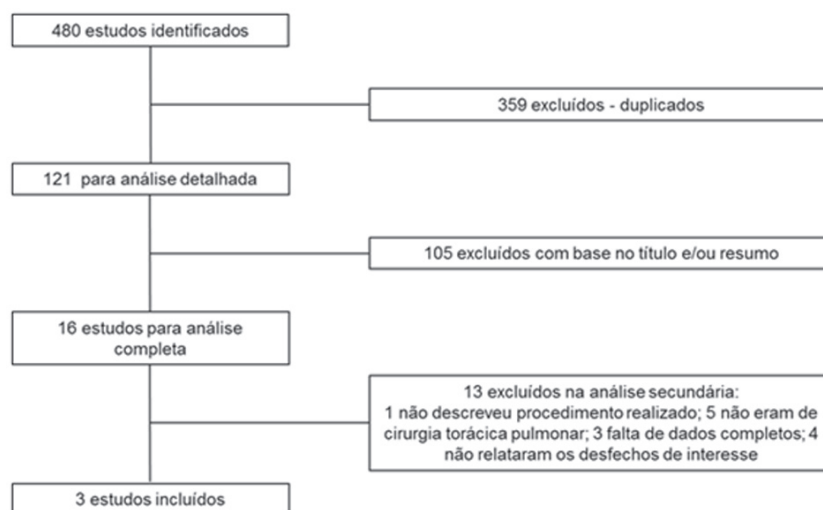 480 estudos identificados
359 excluídos - duplicados
121 para análise detalhada
105 excluídos com base no título e/ou resumo
16 estudos para análise
completa
13 excluídos na análise secundária:
1 não descreveu procedimento realizado; 5 não eram de
cirurgia torácica pulmonar; 3 falta de dados completos; 4
não relataram os desfechos de interesse
3 estudos incluídos